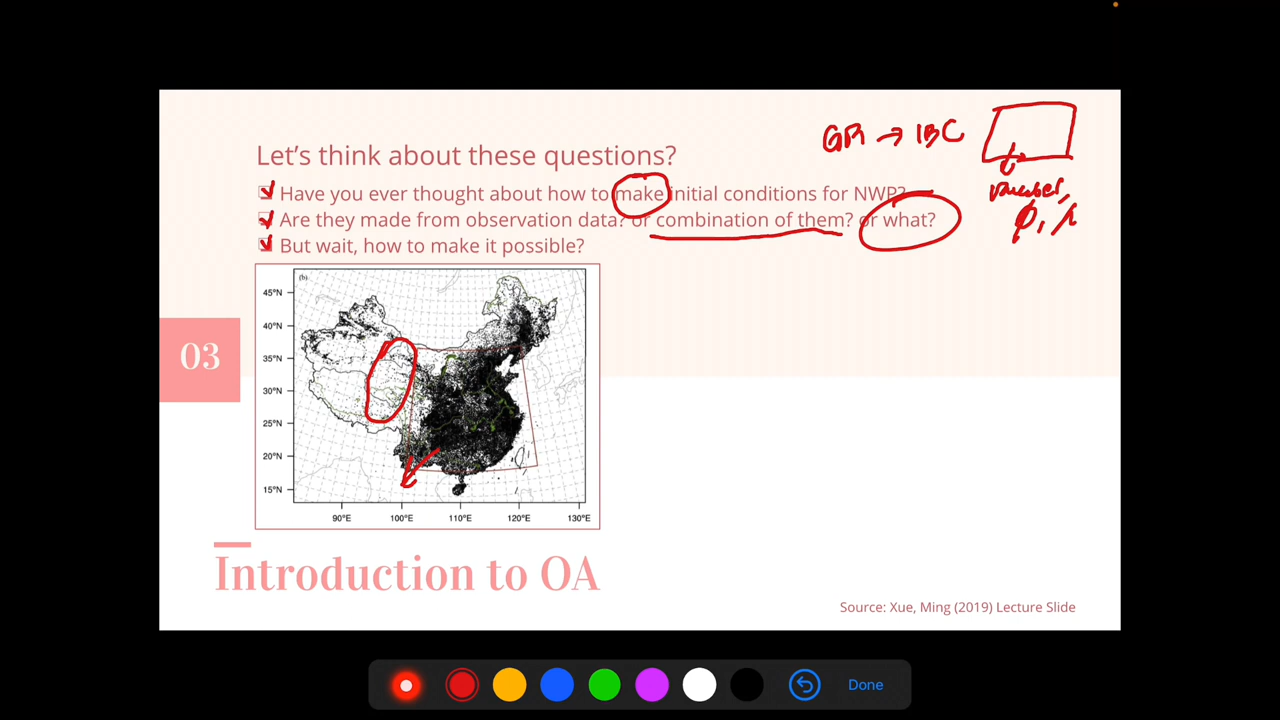 Let's think about these questions?
Have you ever thought about how to make initial conditions for NWP?
Are they made from observation data? or combination of them? or what?
But wait, how to make it possible?
→ IBC
φ, λ
(b)
45°N
40°N
35°N
30°N
25°N
20°N
15°N
90°E 100°E 110°E 120°E 130°E
03
Introduction to OA
Source: Xue, Ming (2019) Lecture Slide
Done